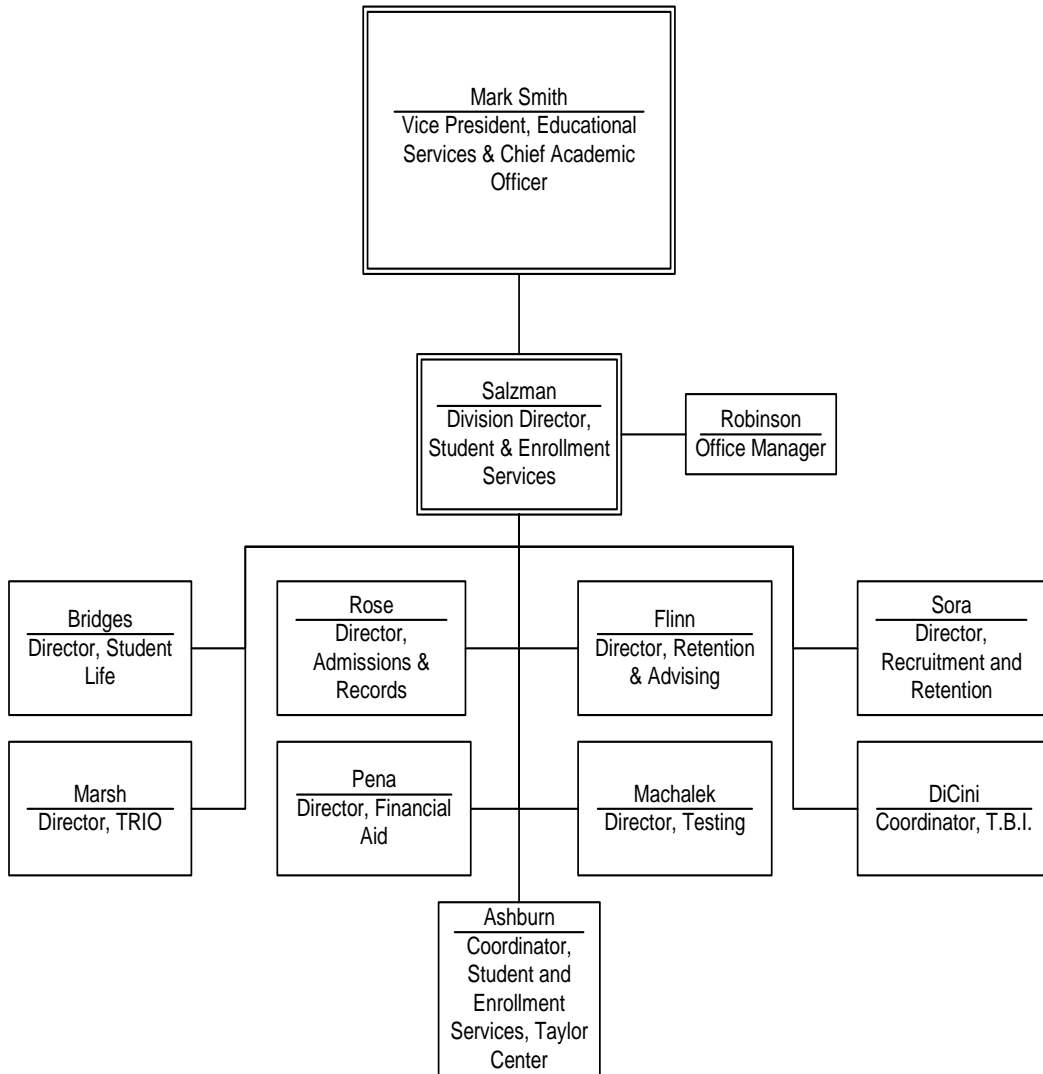 Mark Smith
Vice President, Educational
Services & Chief Academic
Officer
Salzman
Division Director,
Student & Enrollment
Services
Robinson
Office Manager
Bridges
Director, Student
Life
Rose
Director,
Admissions &
Records
Flinn
Director, Retention
& Advising
Sora
Director,
Recruitment and
Retention
Marsh
Director, TRIO
Pena
Director, Financial
Aid
Machalek
Director, Testing
DiCini
Coordinator, T.B.I.
Ashburn
Coordinator,
Student and
Enrollment
Services, Taylor
Center